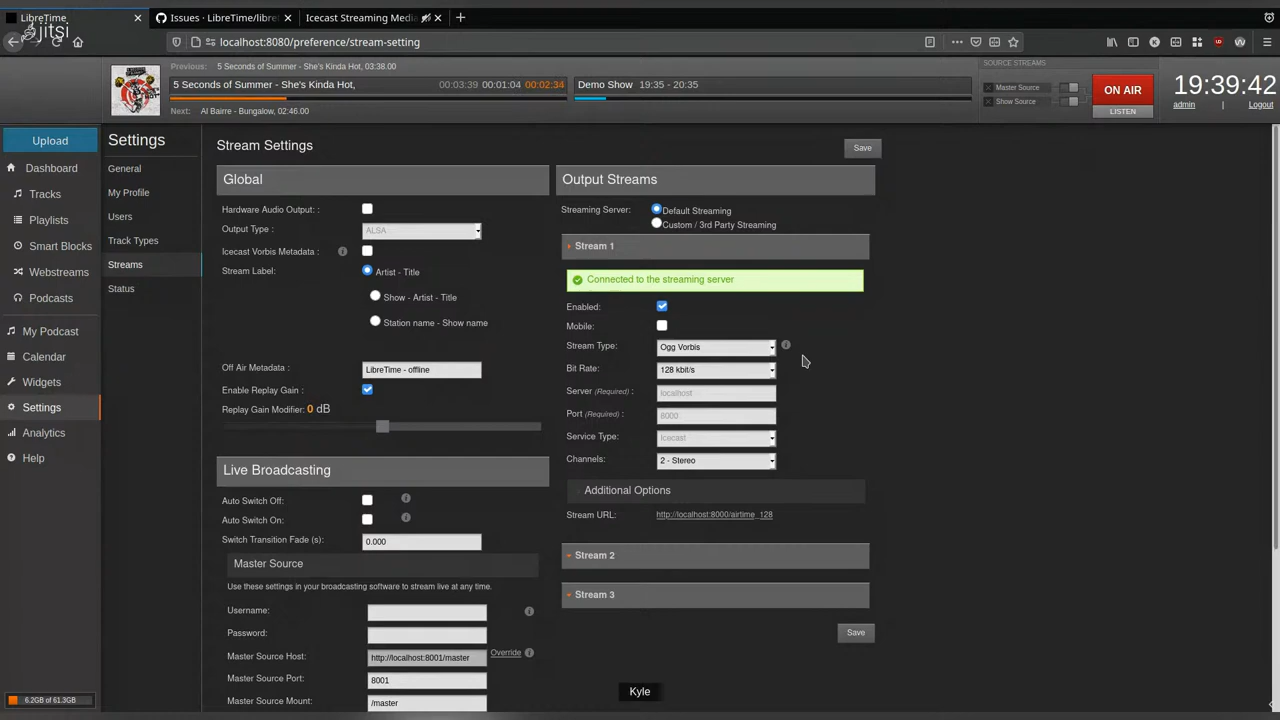 LibreTime
Issues · LibreTime/libre
Icecast Streaming Media
jitsi
localhost:8080/preference/stream-setting
Previous: 5 Seconds of Summer - She's Kinda Hot, 03:38.00
5 Seconds of Summer - She's Kinda Hot, 00:03:39 00:01:04 00:02:34
Next: Al Bairre - Bungalow, 02:46.00
Demo Show 19:35 - 20:35
SOURCE STREAMS
Master Source
Show Source
ON AIR
LISTEN
19:39:42
admin | Logout
Upload
Dashboard
Tracks
Playlists
Smart Blocks
Webstreams
Podcasts
My Podcast
Calendar
Widgets
Settings
Analytics
Help
6.2GB of 61.3GB
Settings
General
My Profile
Users
Track Types
Streams
Status
Stream Settings
Save
Global
Hardware Audio Output: :
Output Type : ALSA
Icecast Vorbis Metadata:
Stream Label: Artist - Title
Show - Artist - Title
Station name - Show name
Off Air Metadata : LibreTime - offline
Enable Replay Gain :
Replay Gain Modifier: 0 dB
Live Broadcasting
Auto Switch Off:
Auto Switch On:
Switch Transition Fade (s): 0.000
Master Source
Use these settings in your broadcasting software to stream live at any time.
Username:
Password:
Master Source Host: http://localhost:8001/master Override
Master Source Port: 8001
Master Source Mount: /master
Output Streams
Streaming Server: Default Streaming
Custom / 3rd Party Streaming
Stream 1
Connected to the streaming server
Enabled:
Mobile:
Stream Type: Ogg Vorbis
Bit Rate: 128 kbit/s
Server (Required) : localhost
Port (Required) : 8000
Service Type: Icecast
Channels: 2 - Stereo
Additional Options
Stream URL: http://localhost:8000/airtime_128
Stream 2
Stream 3
Save
Kyle